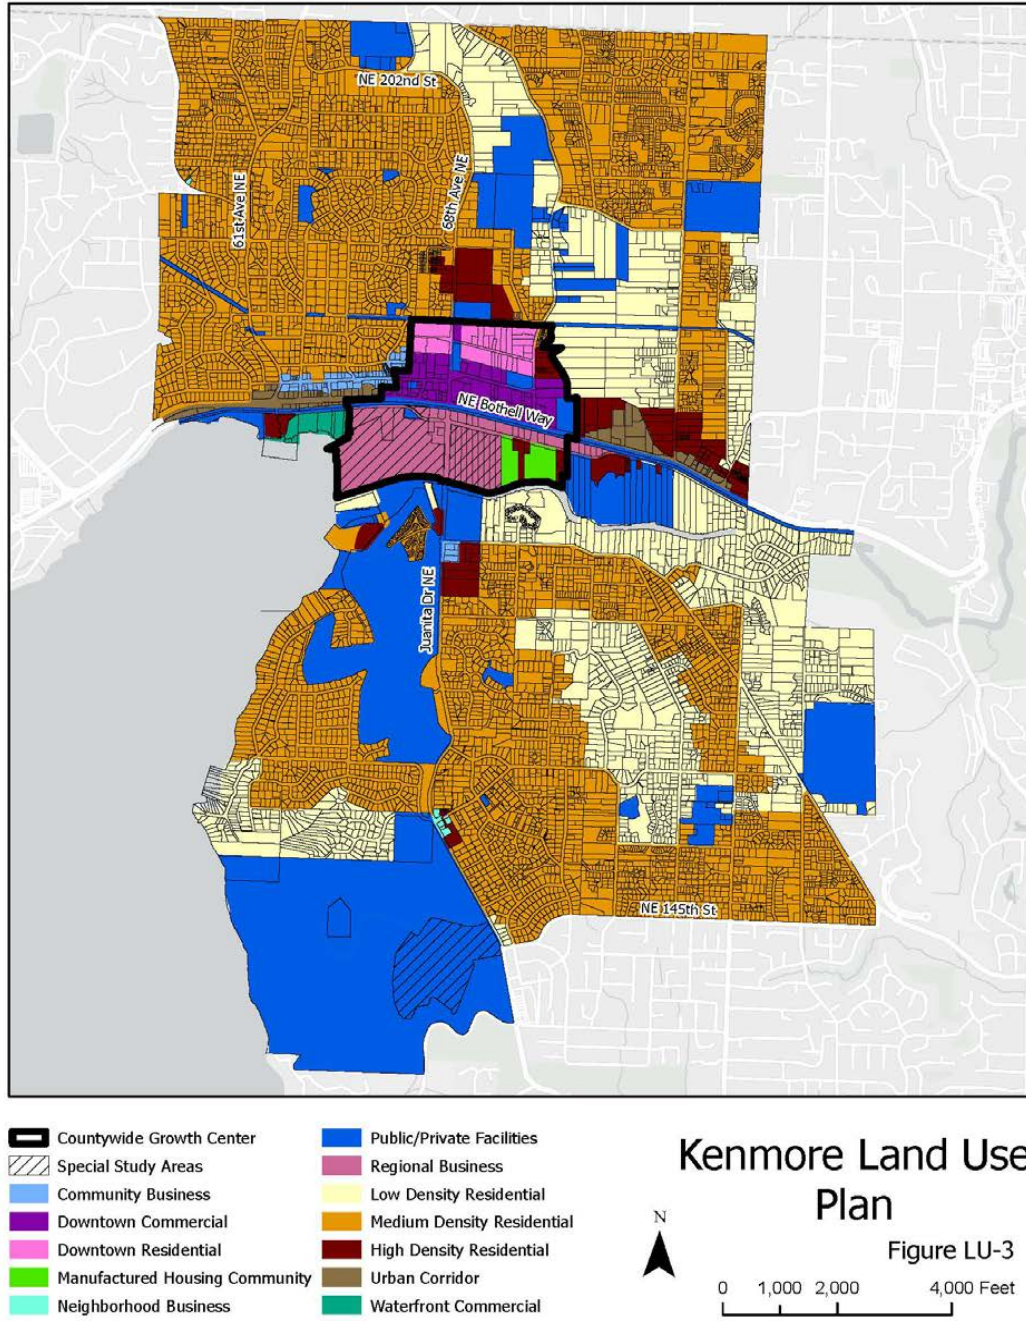 NE 202nd St
61st Ave NE
68th Ave NE
NE Bothell Way
Juanita Dr NE
NE 145th St
Countywide Growth Center
Special Study Areas
Community Business
Downtown Commercial
Downtown Residential
Manufactured Housing Community
Neighborhood Business
Public/Private Facilities
Regional Business
Low Density Residential
Medium Density Residential
High Density Residential
Urban Corridor
Waterfront Commercial
Kenmore Land Use
Plan
Figure LU-3
N
0 1,000 2,000 4,000 Feet